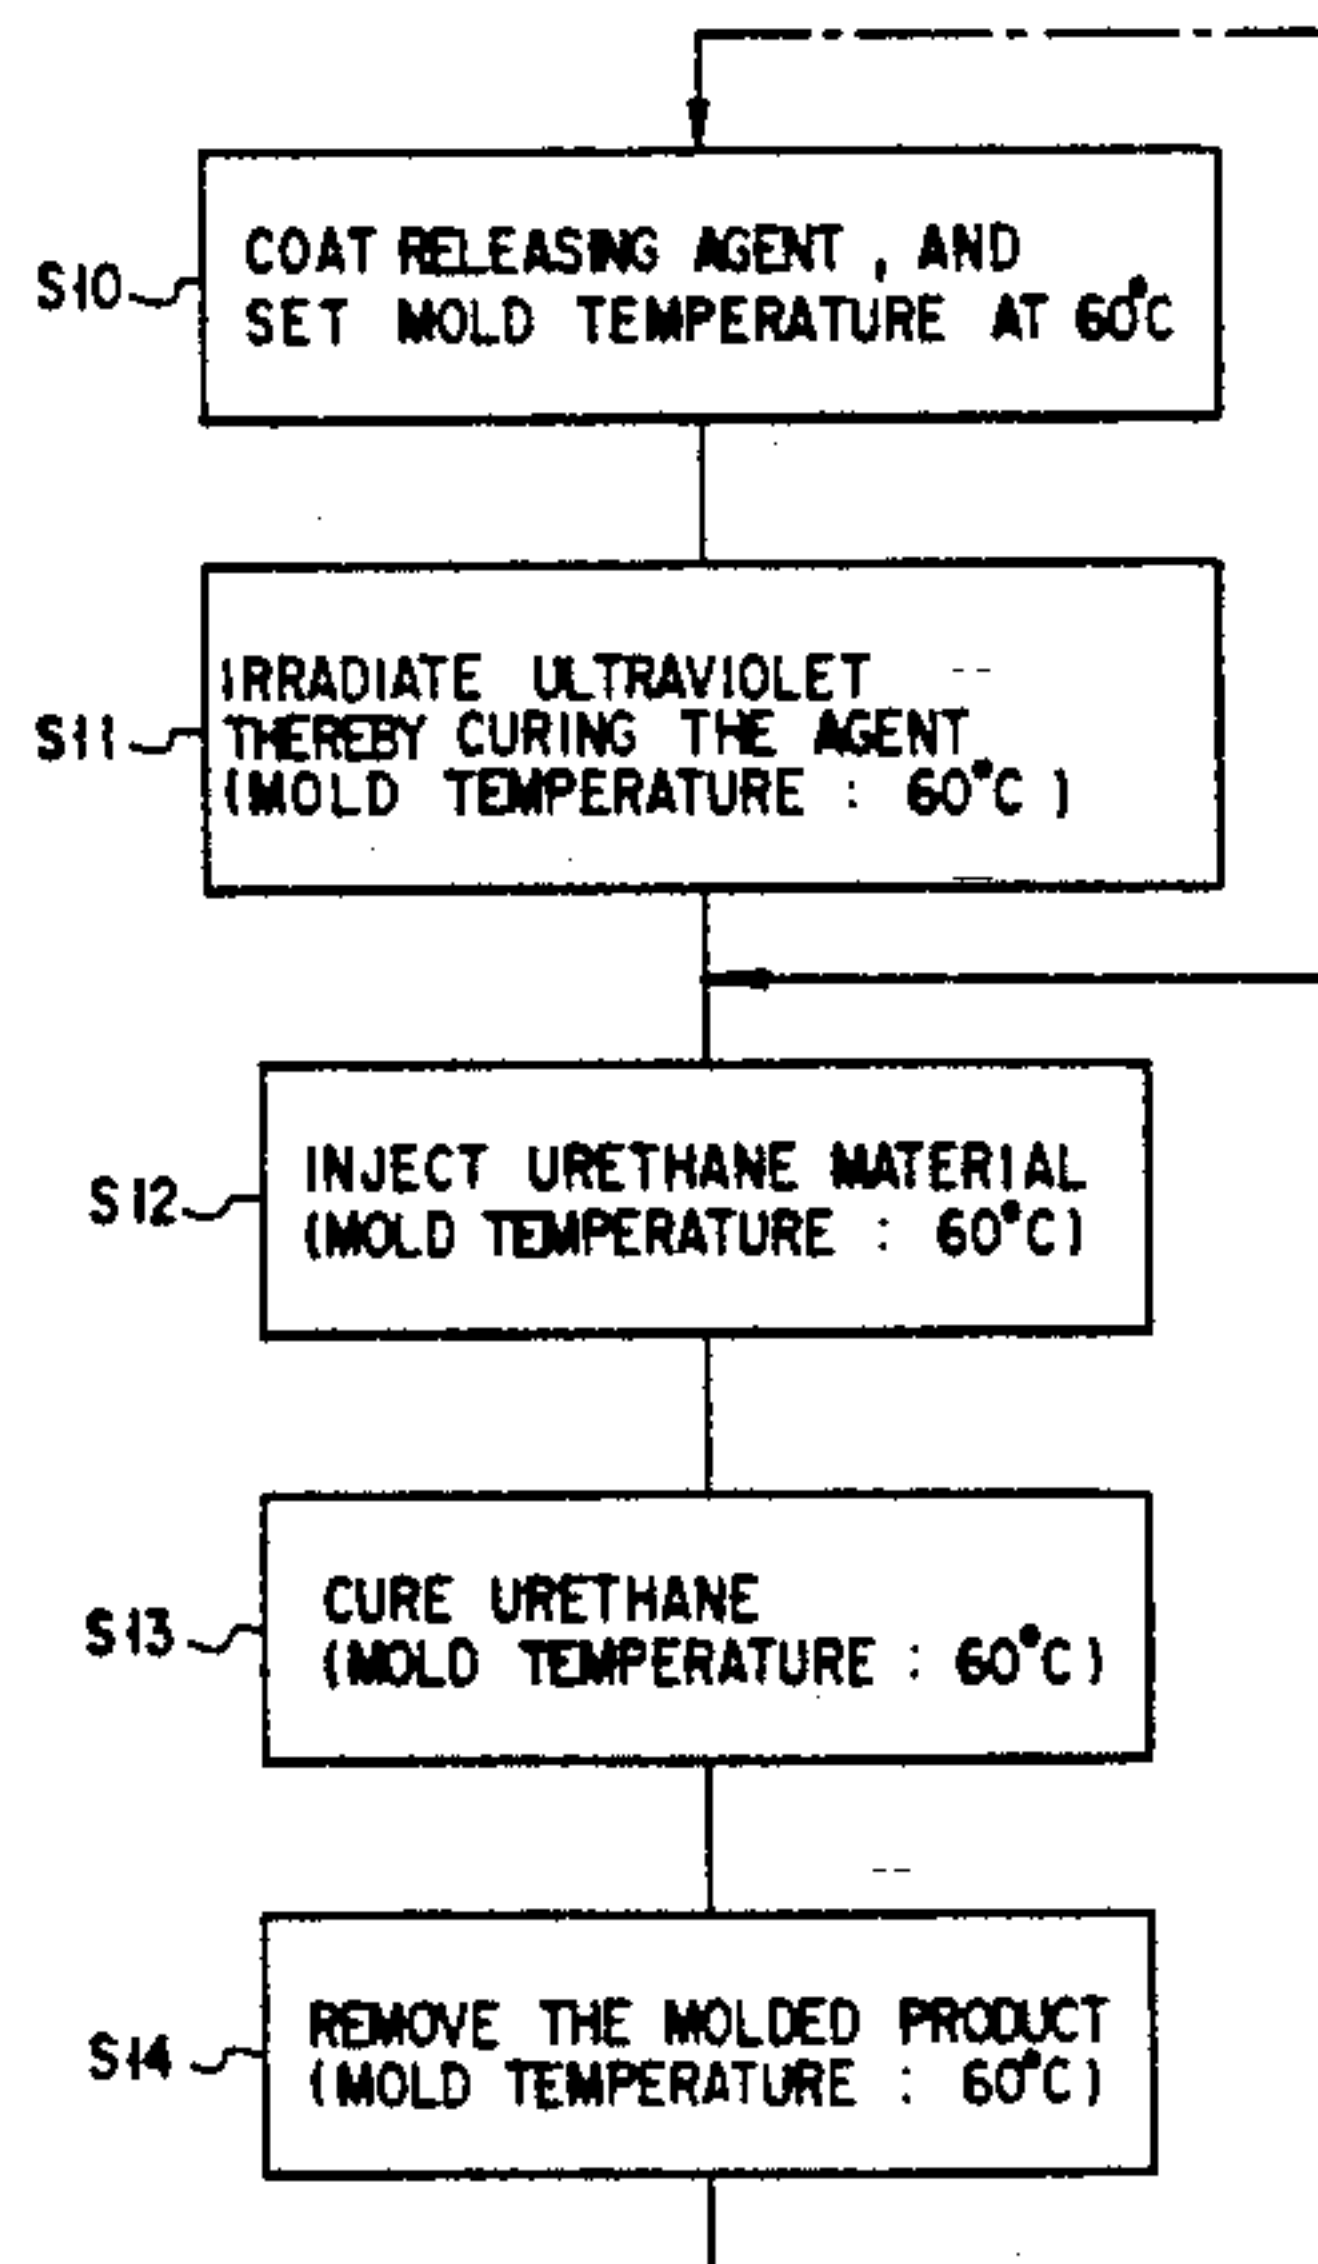 S10
COAT RELEASING AGENT, AND
SET MOLD TEMPERATURE AT 60°C
S11
IRRADIATE ULTRAVIOLET
THEREBY CURING THE AGENT
(MOLD TEMPERATURE : 60°C)
S12
INJECT URETHANE MATERIAL
(MOLD TEMPERATURE : 60°C)
S13
CURE URETHANE
(MOLD TEMPERATURE : 60°C)
S14
REMOVE THE MOLDED PRODUCT
(MOLD TEMPERATURE : 60°C)